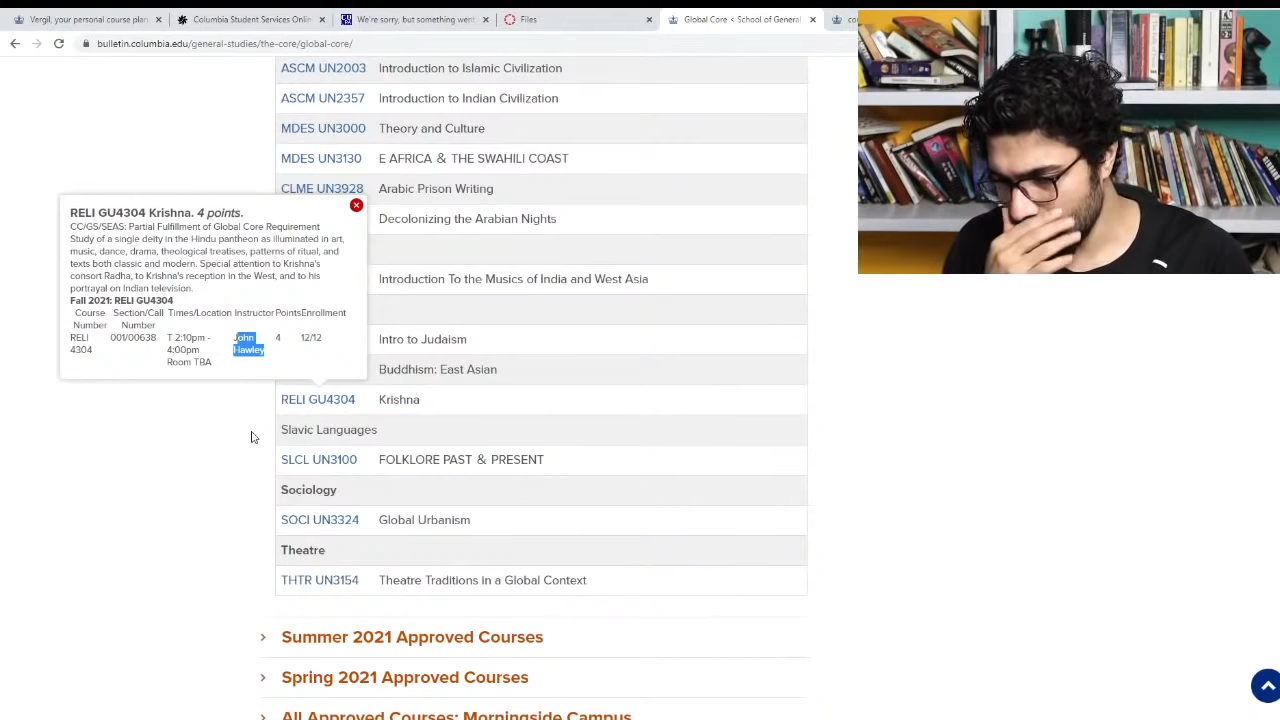 Vergil, your personal course plan
Columbia Student Services Onli
We're sorry, but something went
Files
Global Core < School of General
co
bulletin.columbia.edu/general-studies/the-core/global-core/
ASCM UN2003 Introduction to Islamic Civilization
ASCM UN2357 Introduction to Indian Civilization
MDES UN3000 Theory and Culture
MDES UN3130 E AFRICA & THE SWAHILI COAST
CLME UN3928 Arabic Prison Writing
Decolonizing the Arabian Nights
Introduction To the Musics of India and West Asia
Intro to Judaism
Buddhism: East Asian
RELI GU4304 Krishna. 4 points.
CC/GS/SEAS: Partial Fulfillment of Global Core Requirement
Study of a single deity in the Hindu pantheon as illuminated in art,
music, dance, drama, theological treatises, patterns of ritual, and
texts both classic and modern. Special attention to Krishna's
consort Radha, to Krishna's reception in the West, and to his
portrayal on Indian television.
Fall 2021: RELI GU4304
Course Section/Call Times/Location Instructor Points Enrollment
Number Number
RELI 001/00638 T 2:10pm - John 4 12/12
4304 4:00pm Hawley
Room TBA
RELI GU4304 Krishna
Slavic Languages
SLCL UN3100 FOLKLORE PAST & PRESENT
Sociology
SOCI UN3324 Global Urbanism
Theatre
THTR UN3154 Theatre Traditions in a Global Context
Summer 2021 Approved Courses
Spring 2021 Approved Courses
All Approved Courses: Morningside Campus